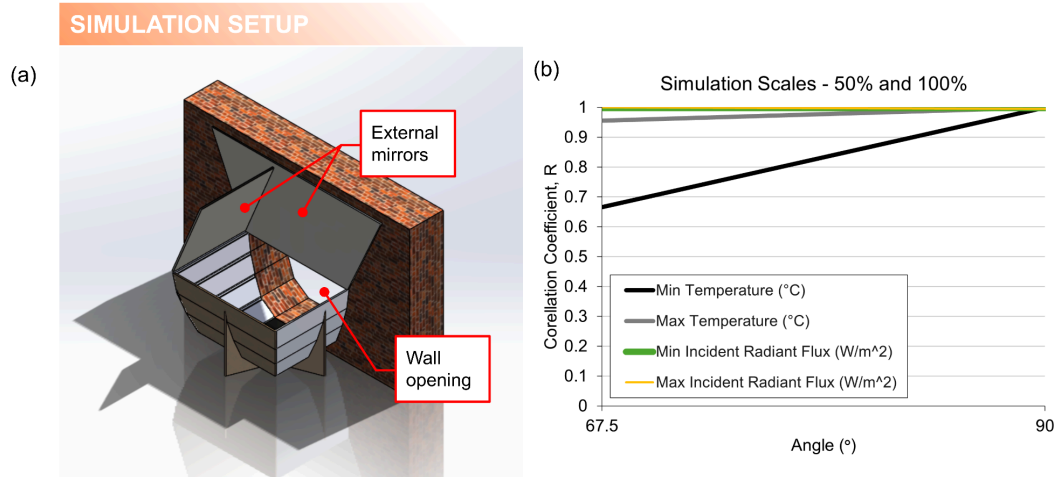 SIMULATION SETUP
(a)
External
mirrors
Wall
opening
(b)
Simulation Scales - 50% and 100%
Corellation Coefficient, R
1
0.9
0.8
0.7
0.6
0.5
0.4
0.3
0.2
0.1
0
Min Temperature (°C)
Max Temperature (°C)
Min Incident Radiant Flux (W/m^2)
Max Incident Radiant Flux (W/m^2)
67.5
90
Angle (°)